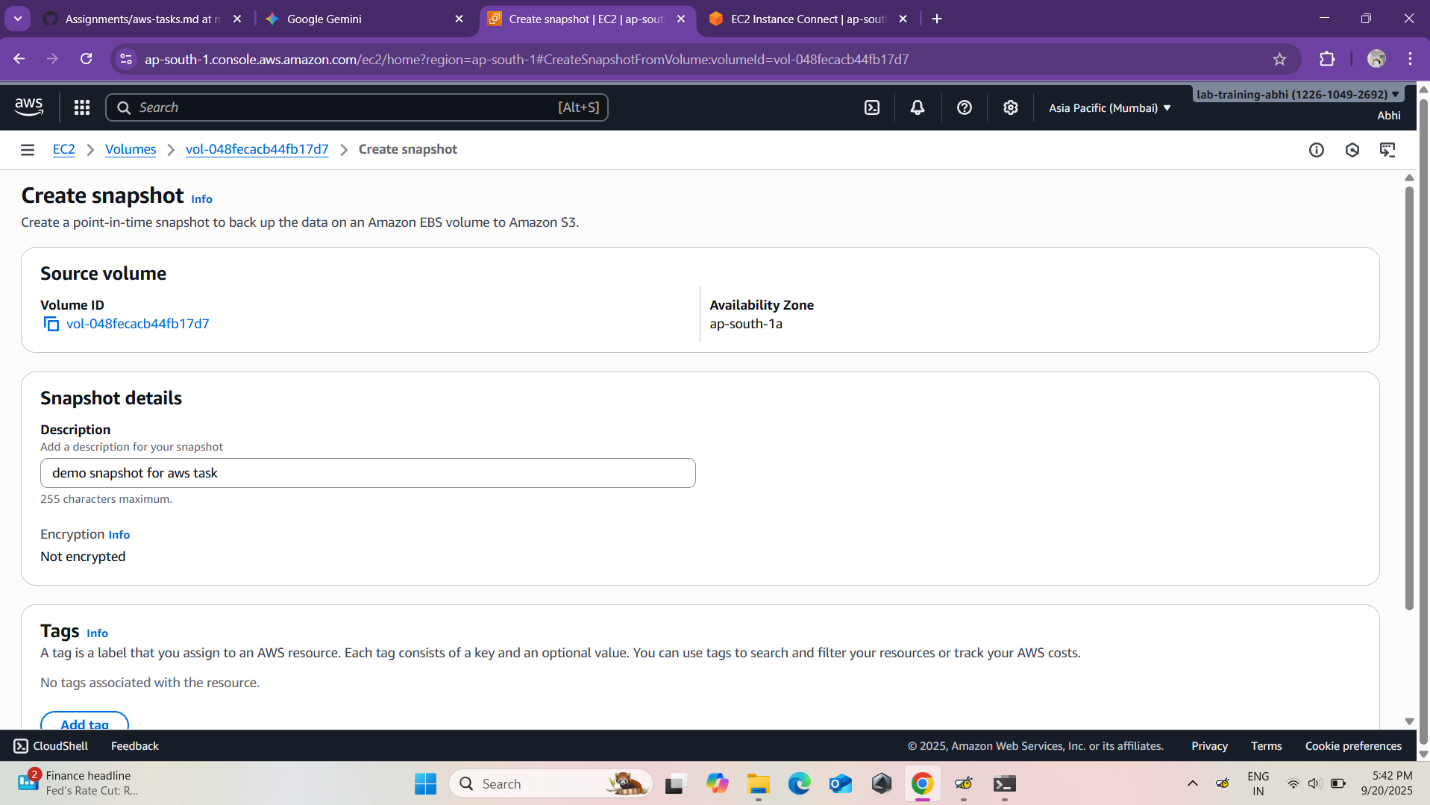 Assignments/aws-tasks.md at m
Google Gemini
Create snapshot | EC2 | ap-sout
EC2 Instance Connect | ap-sout
ap-south-1.console.aws.amazon.com/ec2/home?region=ap-south-1#CreateSnapshotFromVolume:volumeId=vol-048fecacb44fb17d7
aws
Search
[Alt+S]
Asia Pacific (Mumbai)
lab-training-abhi (1226-1049-2692)
Abhi
EC2
Volumes
vol-048fecacb44fb17d7
Create snapshot
Create snapshot Info
Create a point-in-time snapshot to back up the data on an Amazon EBS volume to Amazon S3.
Source volume
Volume ID
vol-048fecacb44fb17d7
Availability Zone
ap-south-1a
Snapshot details
Description
Add a description for your snapshot
demo snapshot for aws task
255 characters maximum.
Encryption Info
Not encrypted
Tags Info
A tag is a label that you assign to an AWS resource. Each tag consists of a key and an optional value. You can use tags to search and filter your resources or track your AWS costs.
No tags associated with the resource.
Add tag
CloudShell
Feedback
© 2025, Amazon Web Services, Inc. or its affiliates.
Privacy
Terms
Cookie preferences
2
Finance headline
Fed's Rate Cut: R...
Search
ENG
IN
5:42 PM
9/20/2025